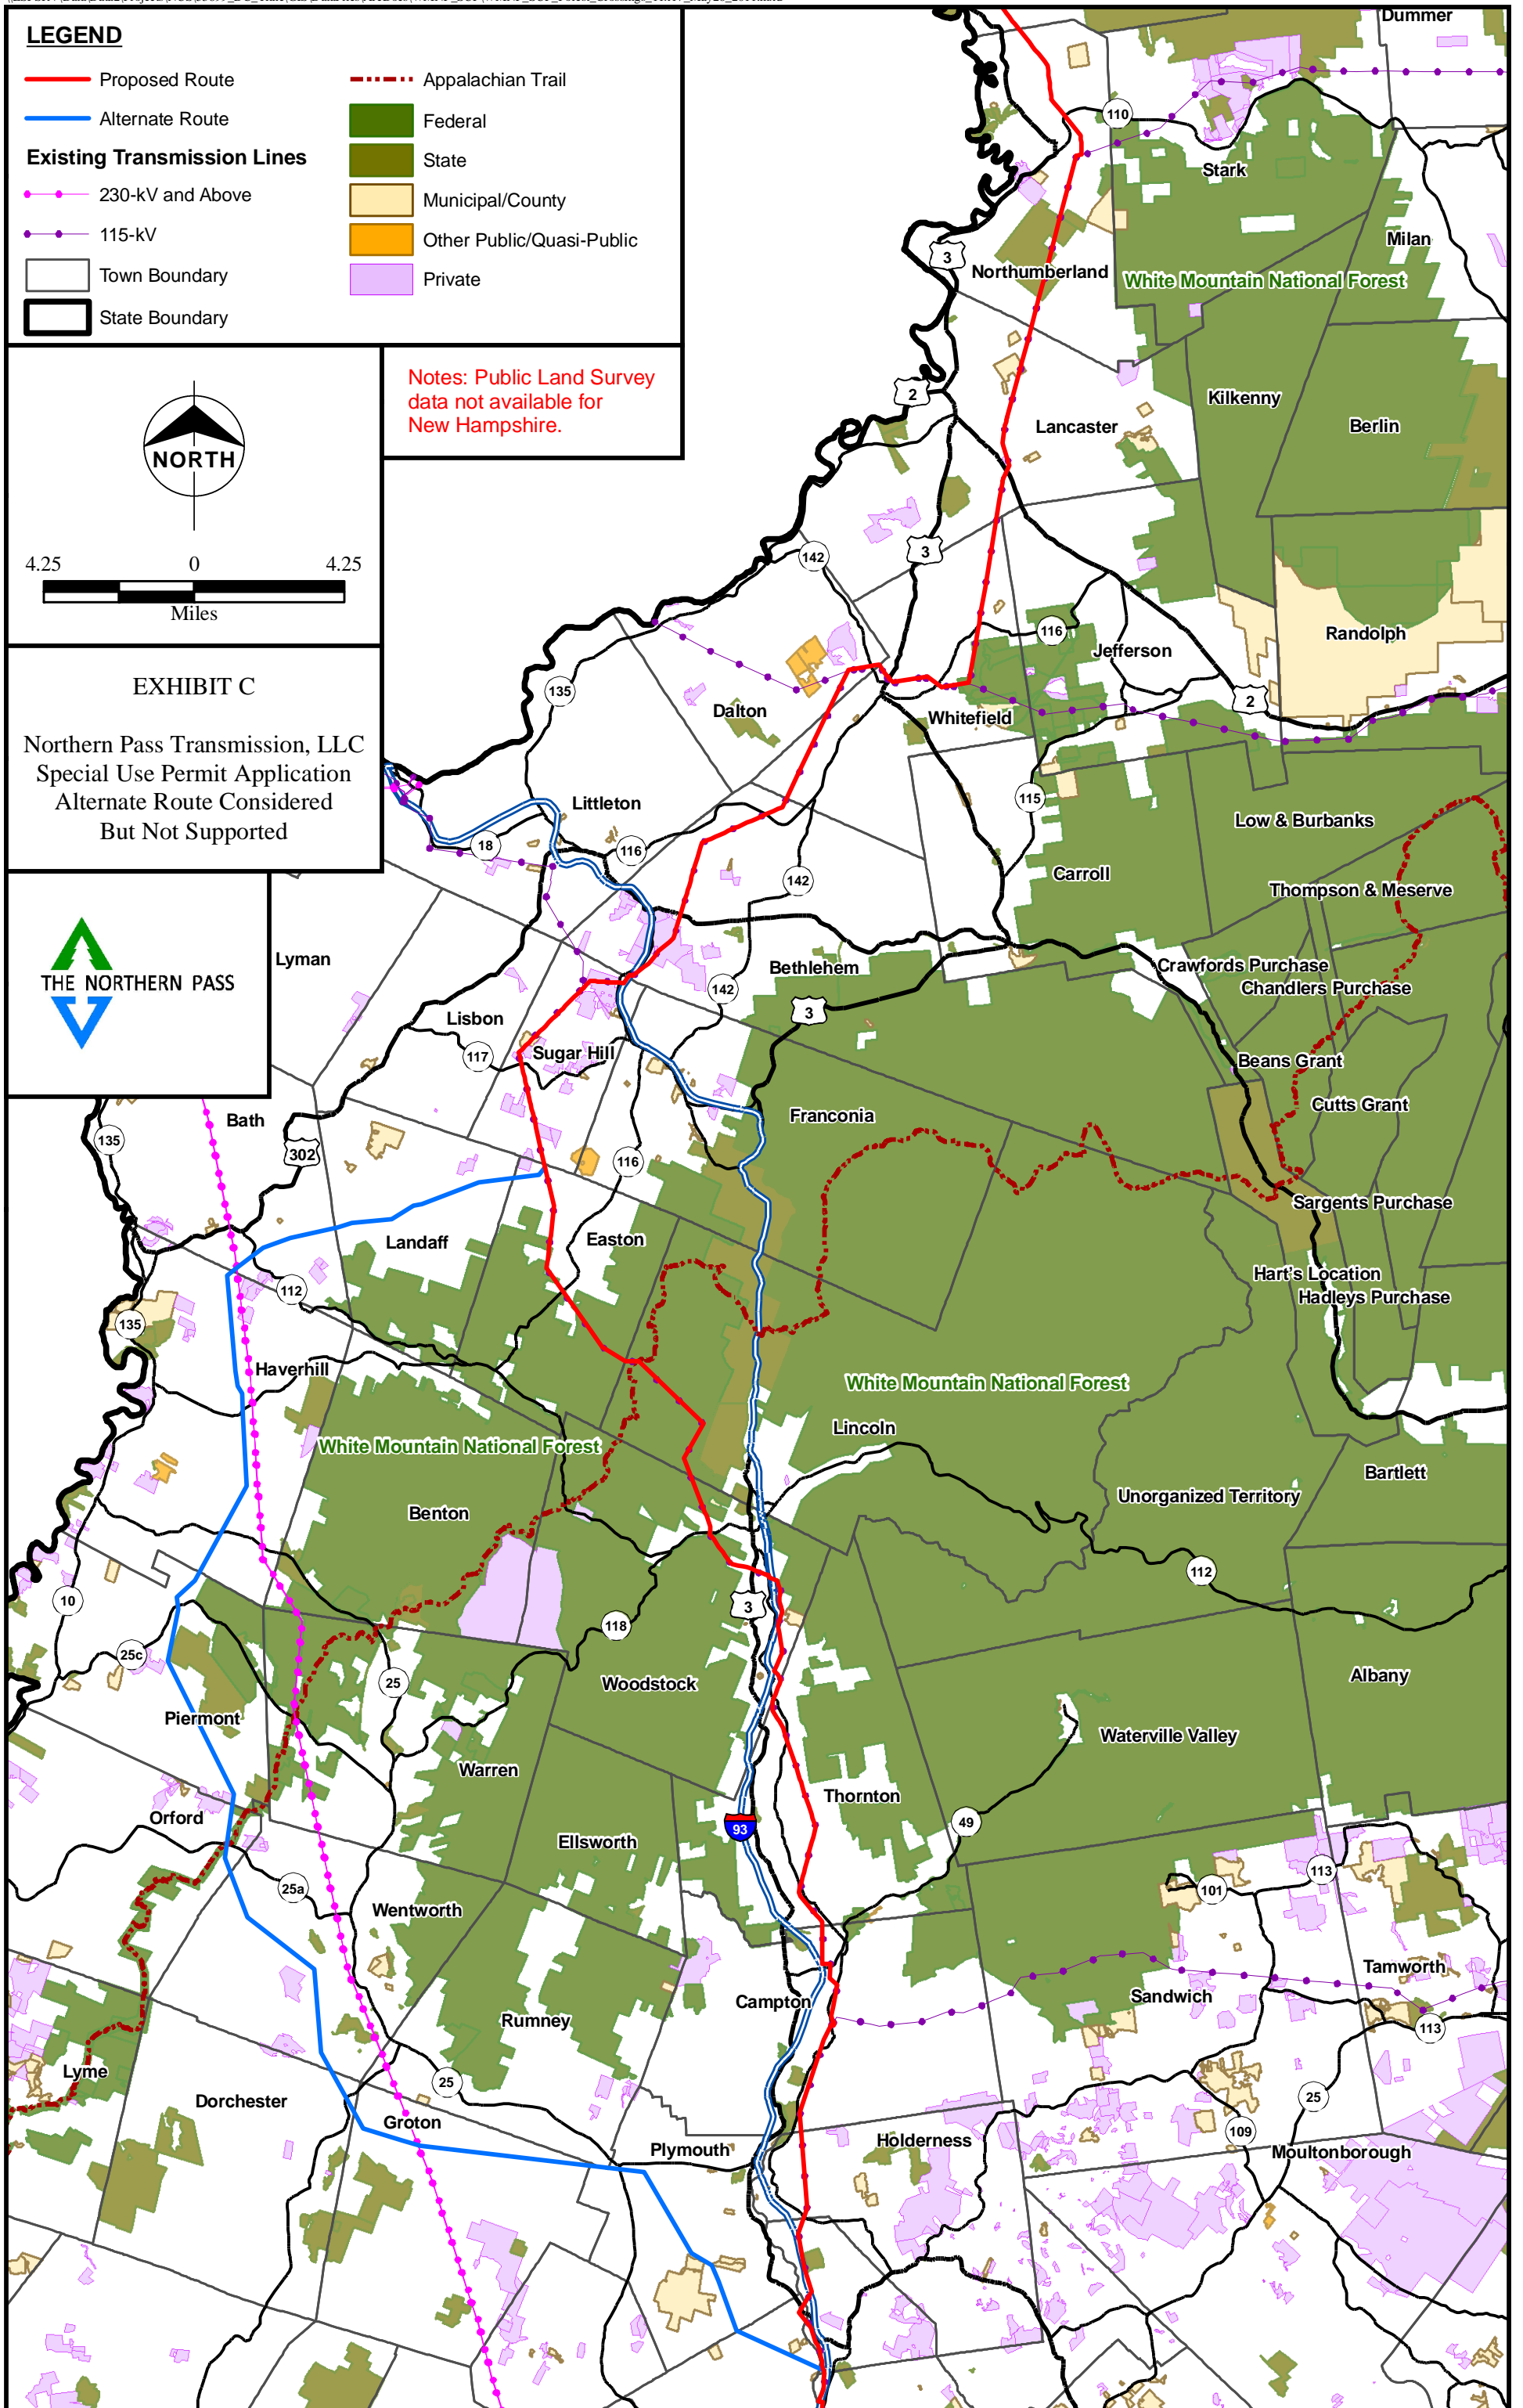 LEGEND
Proposed Route
Alternate Route
Existing Transmission Lines
230-kV and Above
115-kV
Town Boundary
State Boundary
Appalachian Trail
Federal
State
Municipal/County
Other Public/Quasi-Public
Private
NORTH
4.25 0 4.25
Miles
Notes: Public Land Survey
data not available for
New Hampshire.
EXHIBIT C
Northern Pass Transmission, LLC
Special Use Permit Application
Alternate Route Considered
But Not Supported
THE NORTHERN PASS
Dummer
110
Stark
Milan
3
Northumberland
White Mountain National Forest
2
Kilkenny
Lancaster
Berlin
142
3
116
Randolph
Jefferson
135
2
Dalton
Whitefield
Littleton
115
Low & Burbanks
18
116
142
Carroll
Thompson & Meserve
Lyman
Bethlehem
Crawfords Purchase
Chandlers Purchase
142
3
Lisbon
117
Sugar Hill
Beans Grant
Cutts Grant
Franconia
Bath
135
302
116
Sargents Purchase
Landaff
Easton
Hart's Location
Hadleys Purchase
112
135
Haverhill
White Mountain National Forest
Lincoln
White Mountain National Forest
Bartlett
Unorganized Territory
Benton
112
10
3
118
25c
25
Woodstock
Albany
Piermont
Waterville Valley
Warren
Thornton
Orford
93
49
Ellsworth
113
101
25a
Wentworth
Tamworth
Sandwich
Campton
Rumney
113
Lyme
25
25
Dorchester
Groton
109
Plymouth
Holderness
Moultonborough